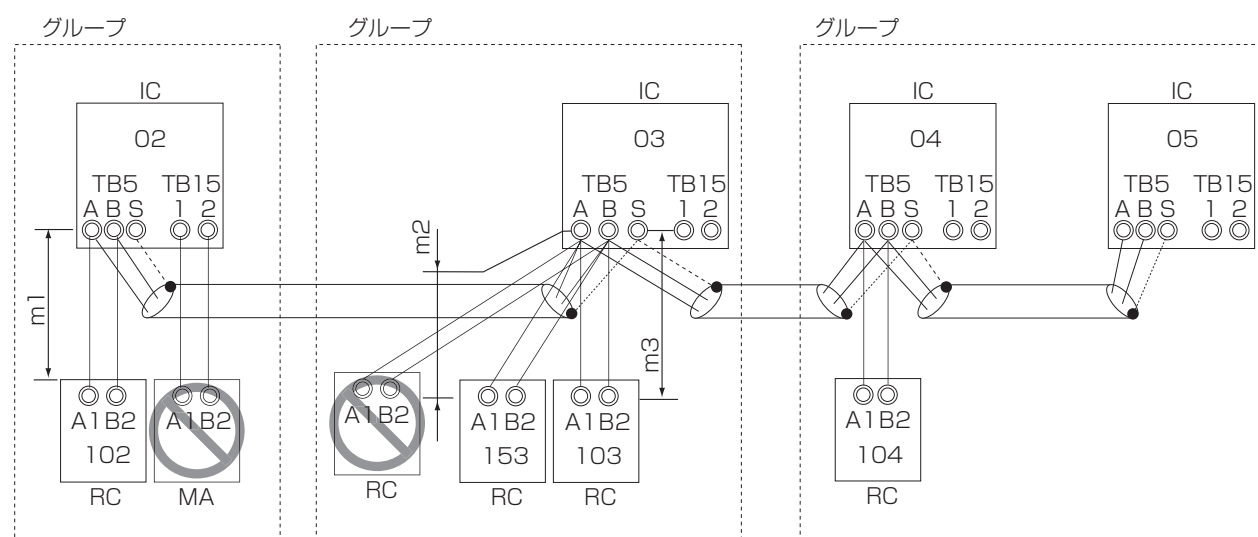 グループ
グループ
グループ
IC
IC
IC
IC
02
03
04
05
TB5 TB15
TB5 TB15
TB5 TB15
TB5 TB15
A B S 1 2
A B S 1 2
A B S 1 2
A B S 1 2
m1
m2
m3
A1B2
A1B2
A1B2
A1B2
A1B2
A1B2
102
153
103
104
RC
MA
RC
RC
RC
RC